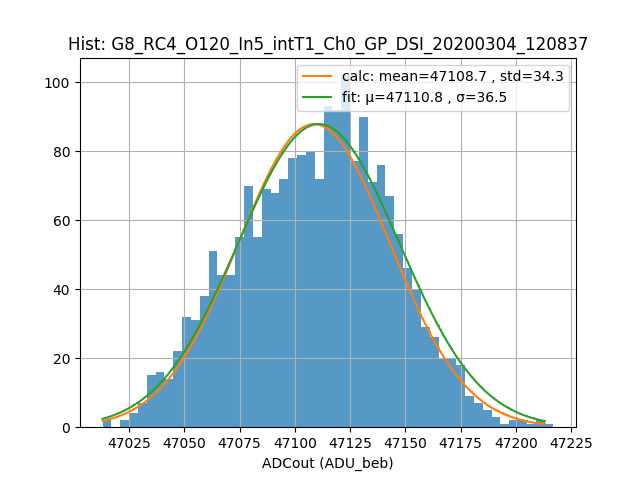 Hist: G8_RC4_O120_In5_intT1_Ch0_GP_DSI_20200304_120837
calc: mean=47108.7 , std=34.3
fit: μ=47110.8 , σ=36.5
100
80
60
40
20
0
47025 47050 47075 47100 47125 47150 47175 47200 47225
ADCout (ADU_beb)